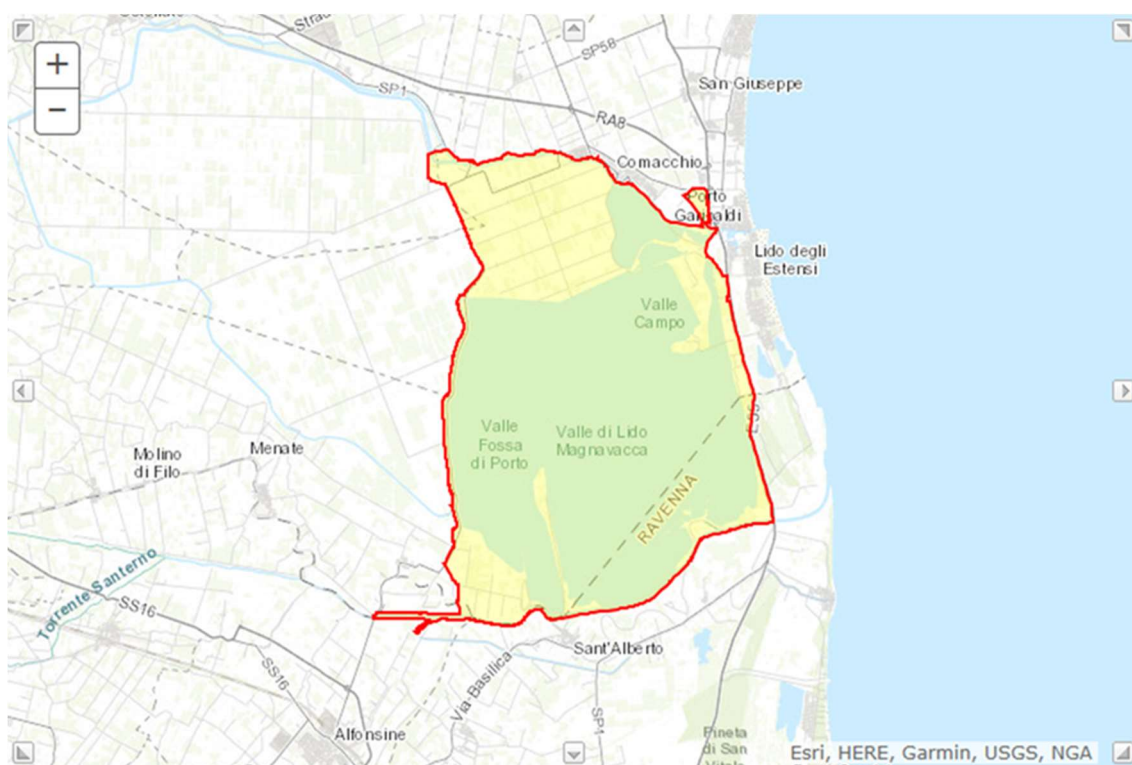 Strad
+
−
SP58
San Giuseppe
SP1
RA8
Comacchio
Porto
Garibaldi
Lido degli
Estensi
Valle
Campo
E55
Valle
Fossa
di Porto
Valle di Lido
Magnavacca
Molino
di Filo
Menate
RAVENNA
Torrente Santerno
SS16
Sant'Alberto
SS16
Via-Basilica
SP1
Alfonsine
Pineta
di San
Vitale
Esri, HERE, Garmin, USGS, NGA